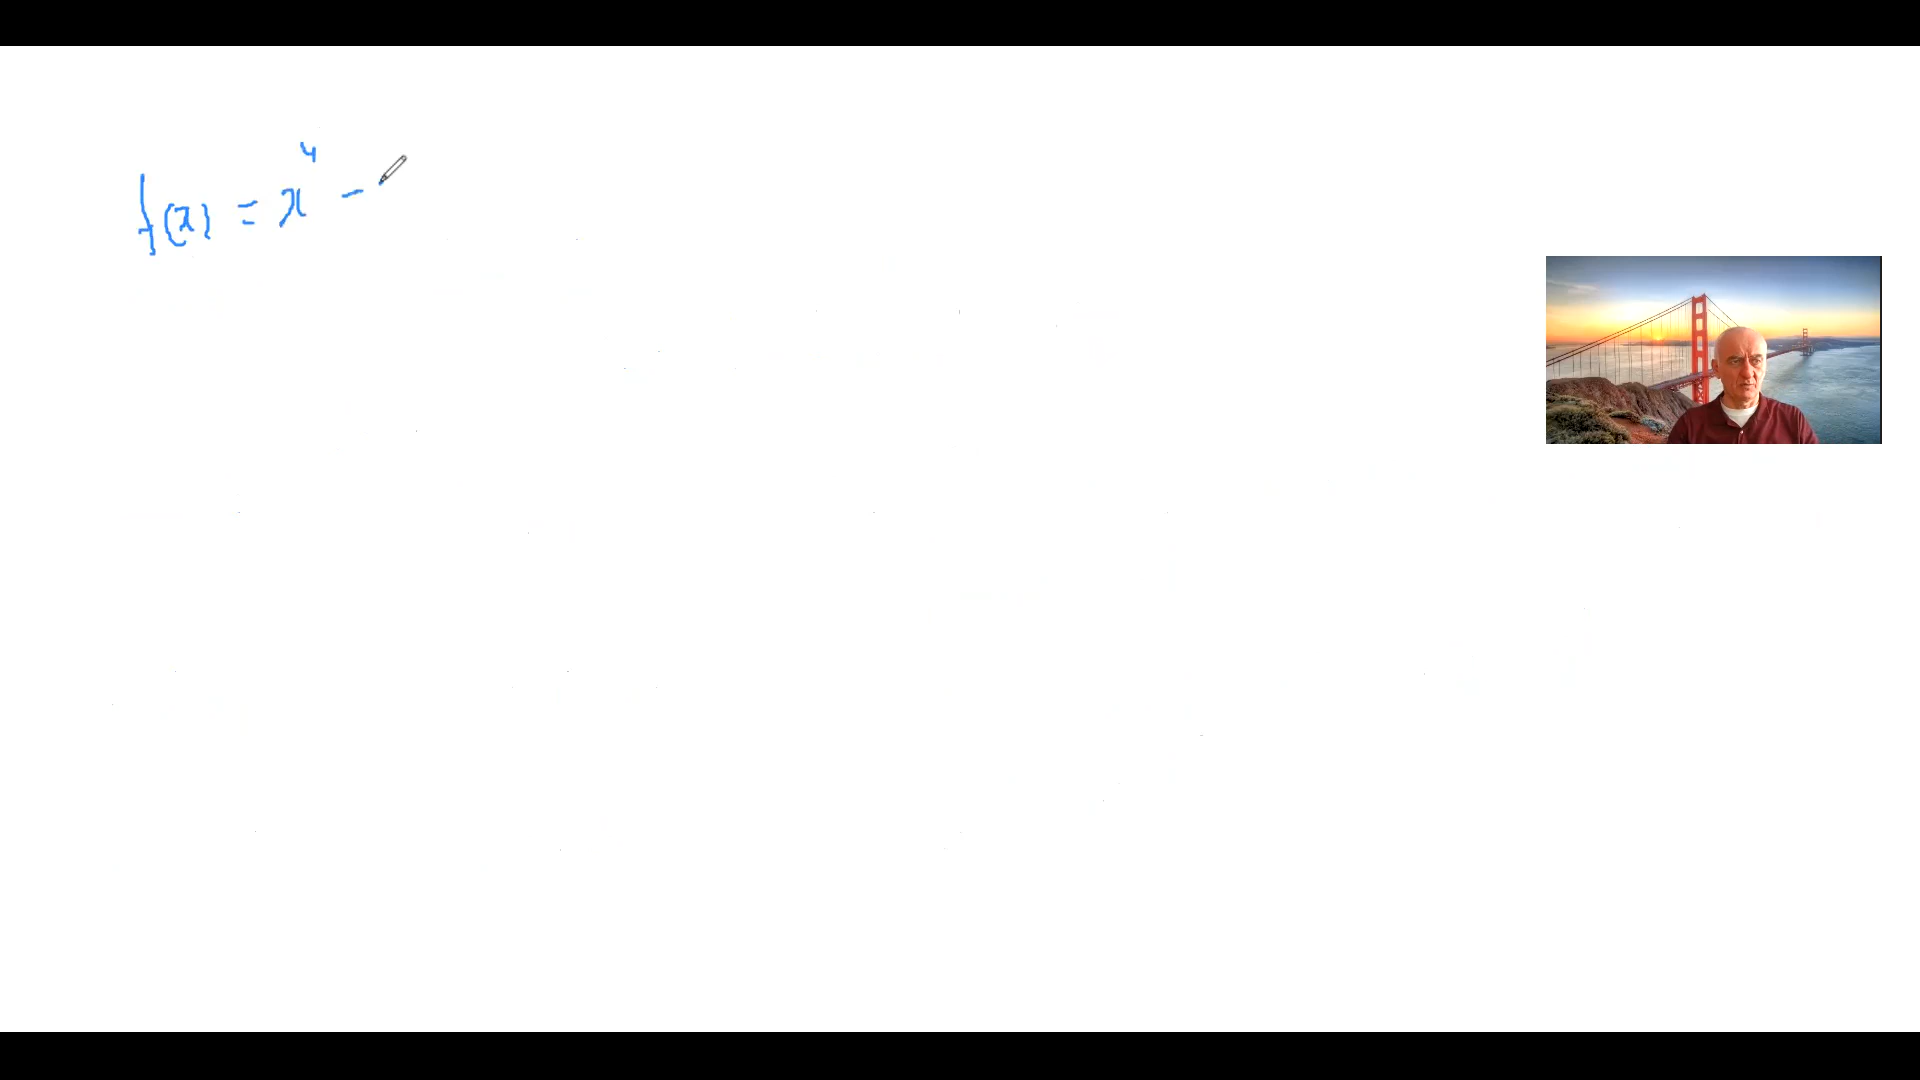 f(x) = x⁴ -